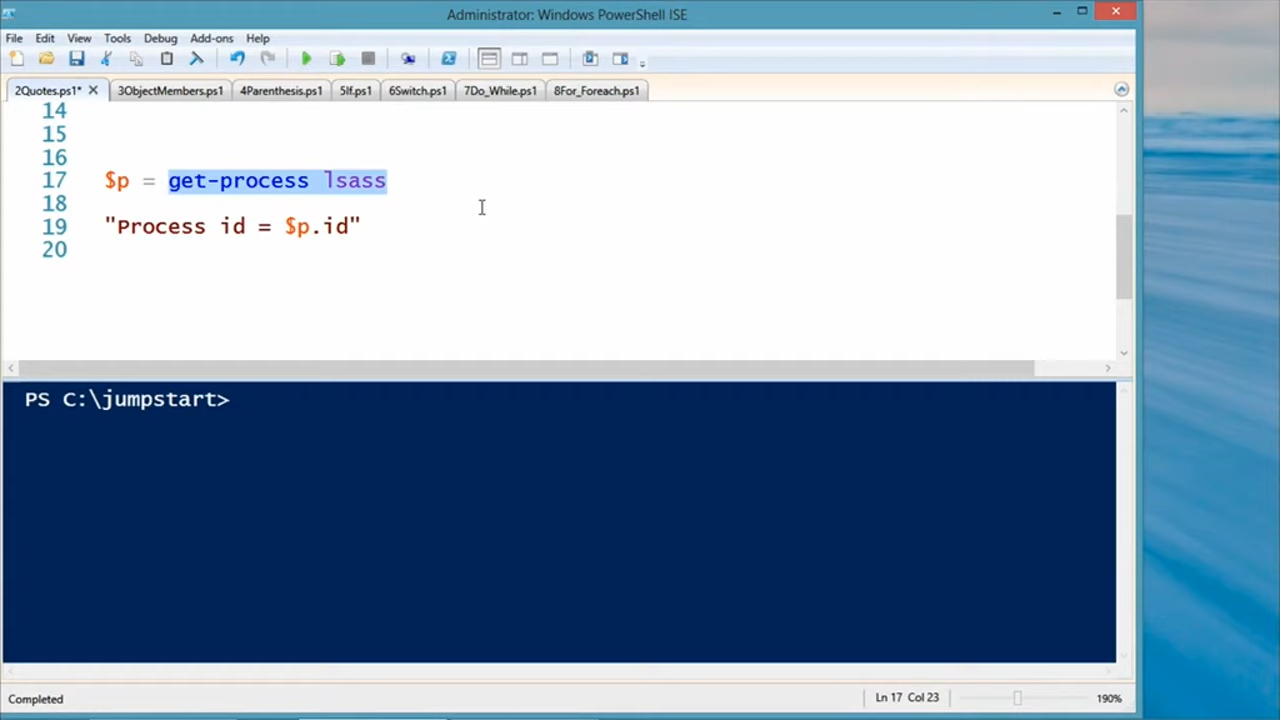 Administrator: Windows PowerShell ISE
File Edit View Tools Debug Add-ons Help
2Quotes.ps1* 3ObjectMembers.ps1 4Parenthesis.ps1 5If.ps1 6Switch.ps1 7Do_While.ps1 8For_Foreach.ps1
14
15
16
17 $p = get-process lsass
18
19 "Process id = $p.id"
20
PS C:\jumpstart>
Completed Ln 17 Col 23 190%